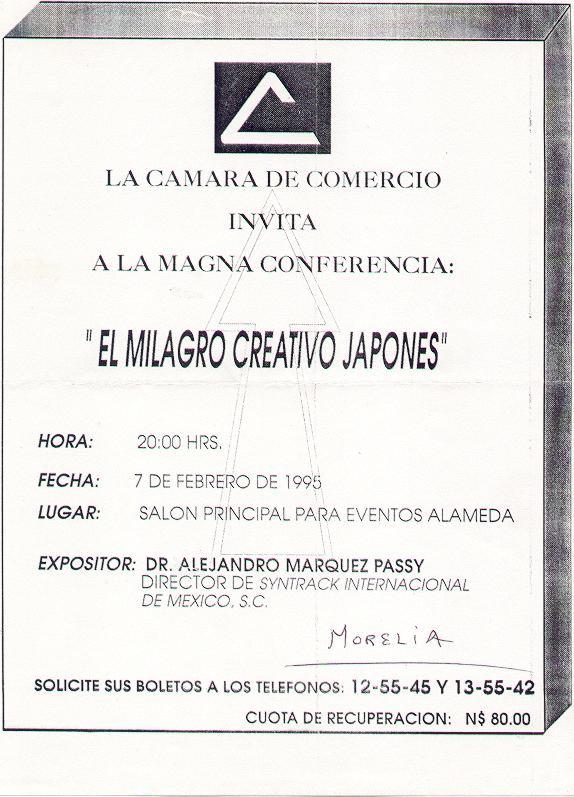 LA CAMARA DE COMERCIO
INVITA
A LA MAGNA CONFERENCIA:
" EL MILAGRO CREATIVO JAPONES"
HORA: 20:00 HRS.
FECHA: 7 DE FEBRERO DE 1995
LUGAR: SALON PRINCIPAL PARA EVENTOS ALAMEDA
EXPOSITOR: DR. ALEJANDRO MARQUEZ PASSY
DIRECTOR DE SYNTRACK INTERNACIONAL
DE MEXICO, S.C.
MORELIA
SOLICITE SUS BOLETOS A LOS TELEFONOS: 12-55-45 Y 13-55-42
CUOTA DE RECUPERACION: N$ 80.00